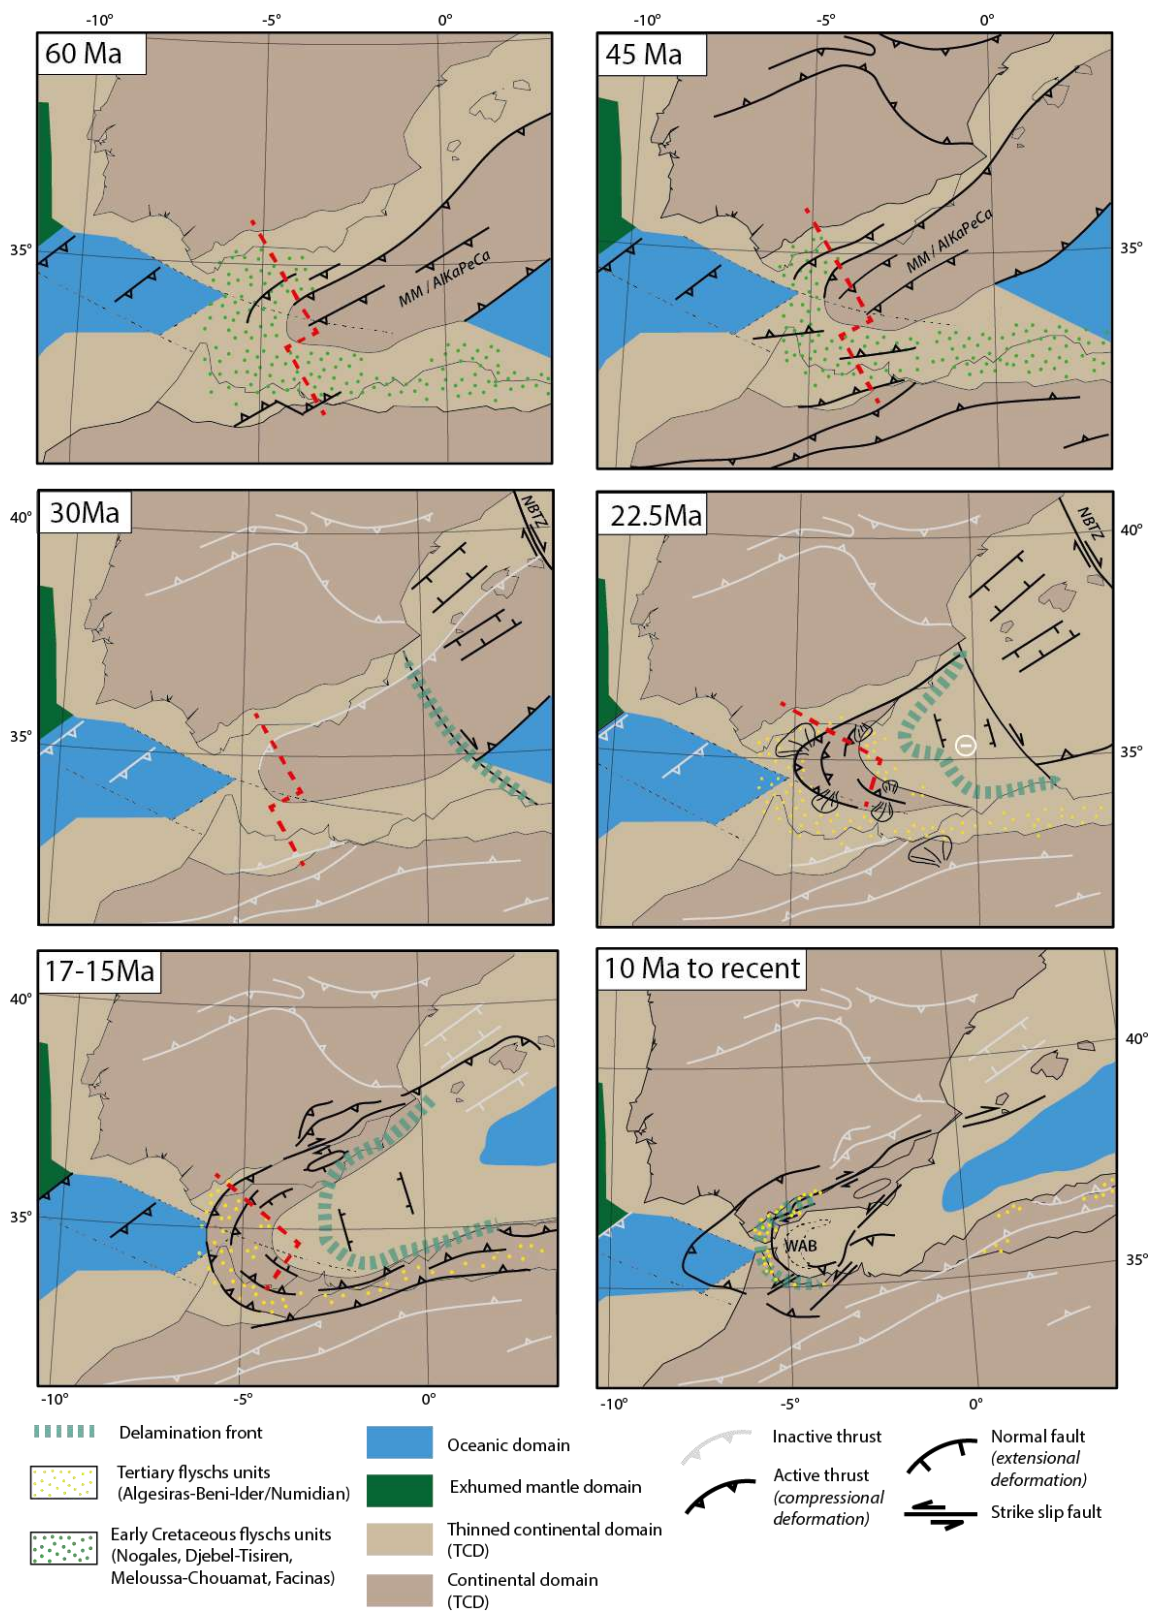 -10°
-5°
0°
-5°
0°
60 Ma
45 Ma
MM / AlKaPeCa
MM / AlKaPeCa
35°
35°
30Ma
22.5Ma
NBTZ
NBTZ
40°
40°
35°
35°
17-15Ma
10 Ma to recent
40°
40°
35°
35°
WAB
-10°
-5°
0°
-10°
-5°
0°
Delamination front
Tertiary flyschs units
(Algesiras-Beni-Ider/Numidian)
Early Cretaceous flyschs units
(Nogales, Djebel-Tisiren,
Meloussa-Chouamat, Facinas)
Oceanic domain
Exhumed mantle domain
Thinned continental domain
(TCD)
Continental domain
(TCD)
Inactive thrust
Active thrust
(compressional
deformation)
Normal fault
(extensional
deformation)
Strike slip fault